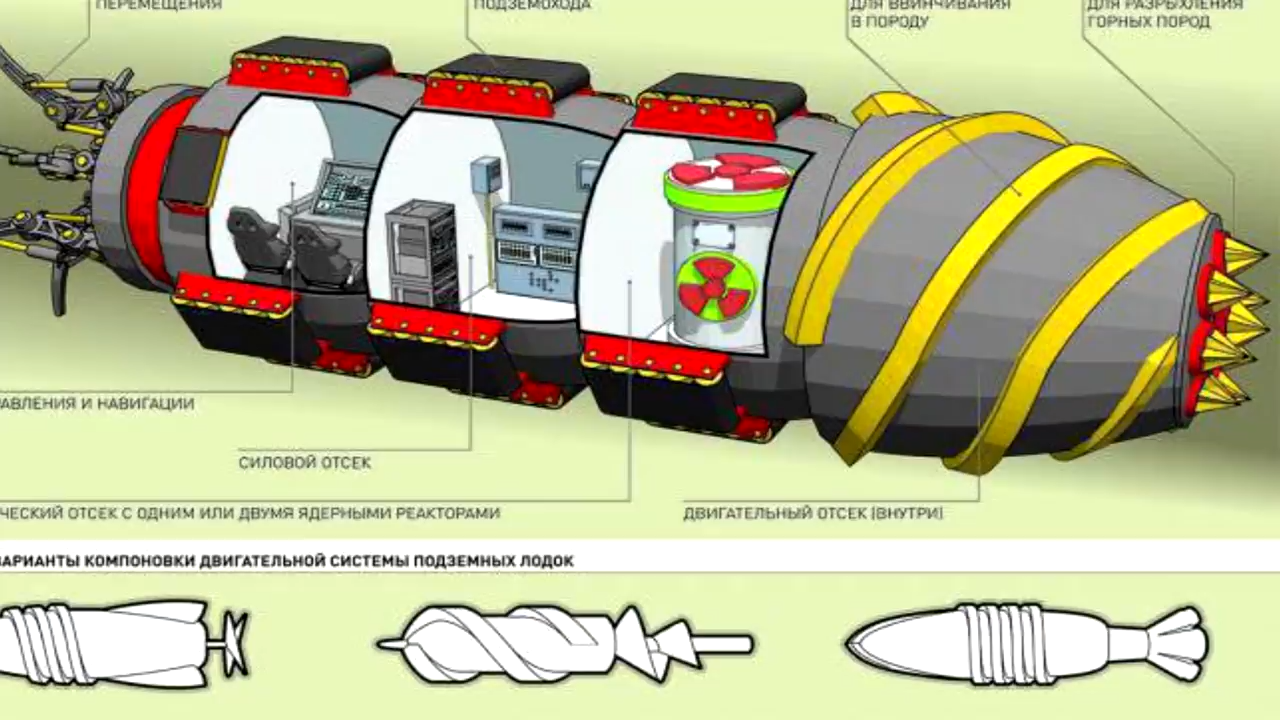 ПЕРЕМЕЩЕНИЯ
ПОДЗЕМОХОДА
ДЛЯ ВВИНЧИВАНИЯ
В ПОРОДУ
ДЛЯ РАЗРЫХЛЕНИЯ
ГОРНЫХ ПОРОД
АВЛЕНИЯ И НАВИГАЦИИ
СИЛОВОЙ ОТСЕК
ЧЕСКИЙ ОТСЕК С ОДНИМ ИЛИ ДВУМЯ ЯДЕРНЫМИ РЕАКТОРАМИ
ДВИГАТЕЛЬНЫЙ ОТСЕК (ВНУТРИ)
ВАРИАНТЫ КОМПОНОВКИ ДВИГАТЕЛЬНОЙ СИСТЕМЫ ПОДЗЕМНЫХ ЛОДОК